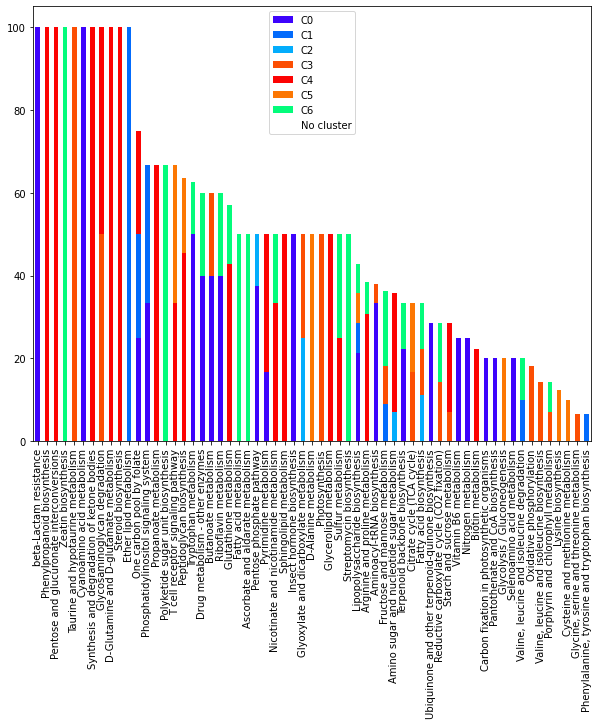 100
80
60
40
20
0
C0
C1
C2
C3
C4
C5
C6
No cluster
beta-Lactam resistance
Phenylpropanoid biosynthesis
Pentose and glucuronate interconversions
Zeatin biosynthesis
Taurine and hypotaurine metabolism
Cyanoamino acid metabolism
Synthesis and degradation of ketone bodies
Glycosaminoglycan degradation
D-Glutamine and D-glutamate metabolism
Steroid biosynthesis
Ether lipid metabolism
One carbon pool by folate
Phosphatidylinositol signaling system
Propanoate metabolism
Polyketide sugar unit biosynthesis
T cell receptor signaling pathway
Peptidoglycan biosynthesis
Tryptophan metabolism
Drug metabolism - other enzymes
Butanoate metabolism
Riboflavin metabolism
Glutathione metabolism
Fatty acid metabolism
Ascorbate and aldarate metabolism
Pentose phosphate pathway
Pyrimidine metabolism
Nicotinate and nicotinamide metabolism
Sphingolipid metabolism
Insect hormone biosynthesis
Glyoxylate and dicarboxylate metabolism
D-Alanine metabolism
Photosynthesis
Glycerolipid metabolism
Sulfur metabolism
Streptomycin biosynthesis
Lipopolysaccharide biosynthesis
Arginine and proline metabolism
Aminoacyl-tRNA biosynthesis
Fructose and mannose metabolism
Amino sugar and nucleotide sugar metabolism
Terpenoid backbone biosynthesis
Citrate cycle (TCA cycle)
Fatty acid biosynthesis
Ubiquinone and other terpenoid-quinone biosynthesis
Reductive carboxylate cycle (CO2 fixation)
Starch and sucrose metabolism
Vitamin B6 metabolism
Nitrogen metabolism
Biotin metabolism
Carbon fixation in photosynthetic organisms
Pantothenate and CoA biosynthesis
Glycolysis / Gluconeogenesis
Selenoamino acid metabolism
Valine, leucine and isoleucine degradation
Oxidative phosphorylation
Valine, leucine and isoleucine biosynthesis
Porphyrin and chlorophyll metabolism
Lysine biosynthesis
Cysteine and methionine metabolism
Glycine, serine and threonine metabolism
Phenylalanine, tyrosine and tryptophan biosynthesis